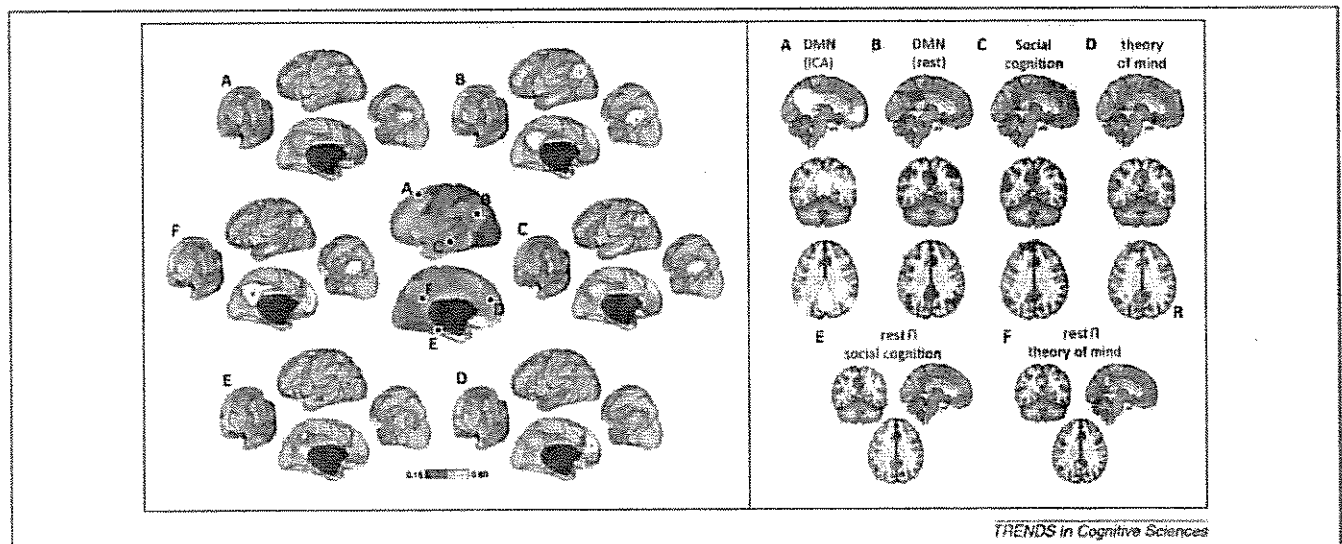 A
B
A
B
C
F
C
F
D
E
E
D
A DMN (ICA)
B DMN (rest)
C Social cognition
D theory of mind
R
E rest ∩ social cognition
F rest ∩ theory of mind
TRENDS in Cognitive Sciences